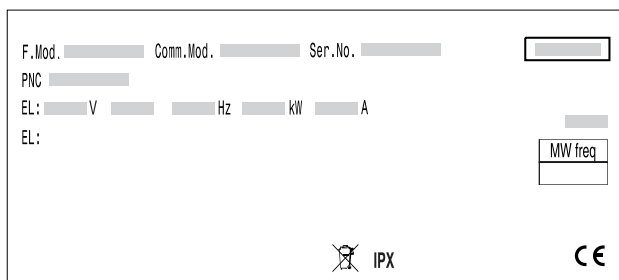 F.Mod. Comm.Mod. Ser.No.
PNC
EL: V Hz kW A
EL:
MW freq
IPX
CE